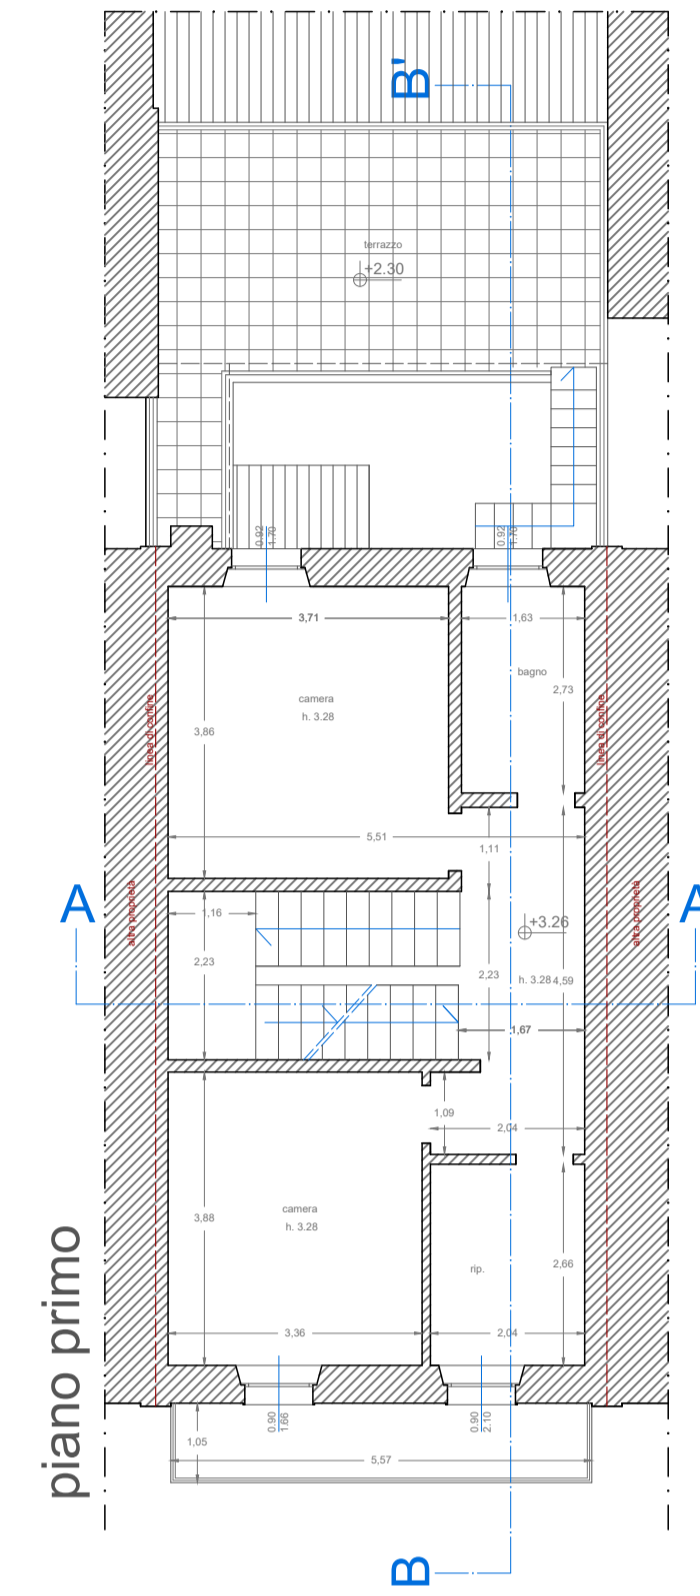 B'
terrazzo
+2.30
0.92
1.70
0.92
1.70
3,71
1,63
bagno
2,73
camera
h. 3.28
3,86
linea di confine
linea di confine
5,51
1,11
altra proprietà
altra proprietà
A
A
1,16
+3.26
2,23
2,23
h. 3.28
4,59
1,67
1,09
2,04
3,88
camera
h. 3.28
rip.
2,66
3,36
2,04
piano primo
0.90
1.66
0.90
2.10
1,05
5,57
B